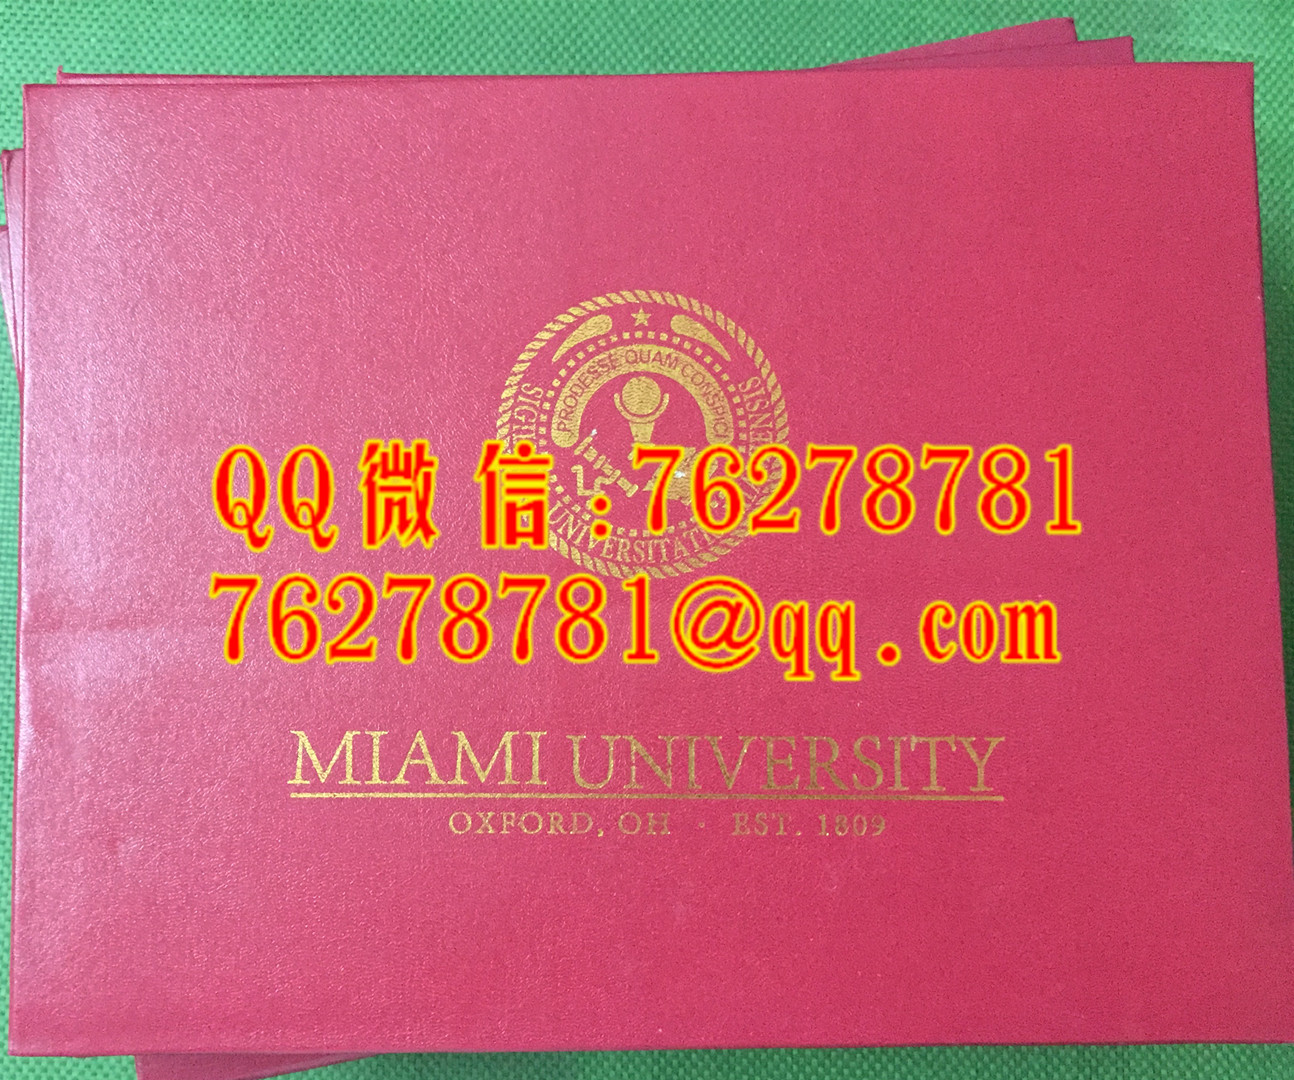 PRODESSE QUAM CONSPICI
QQ微信:76278781
76278781@qq.com
MIAMI UNIVERSITY
OXFORD, OH · EST. 1809